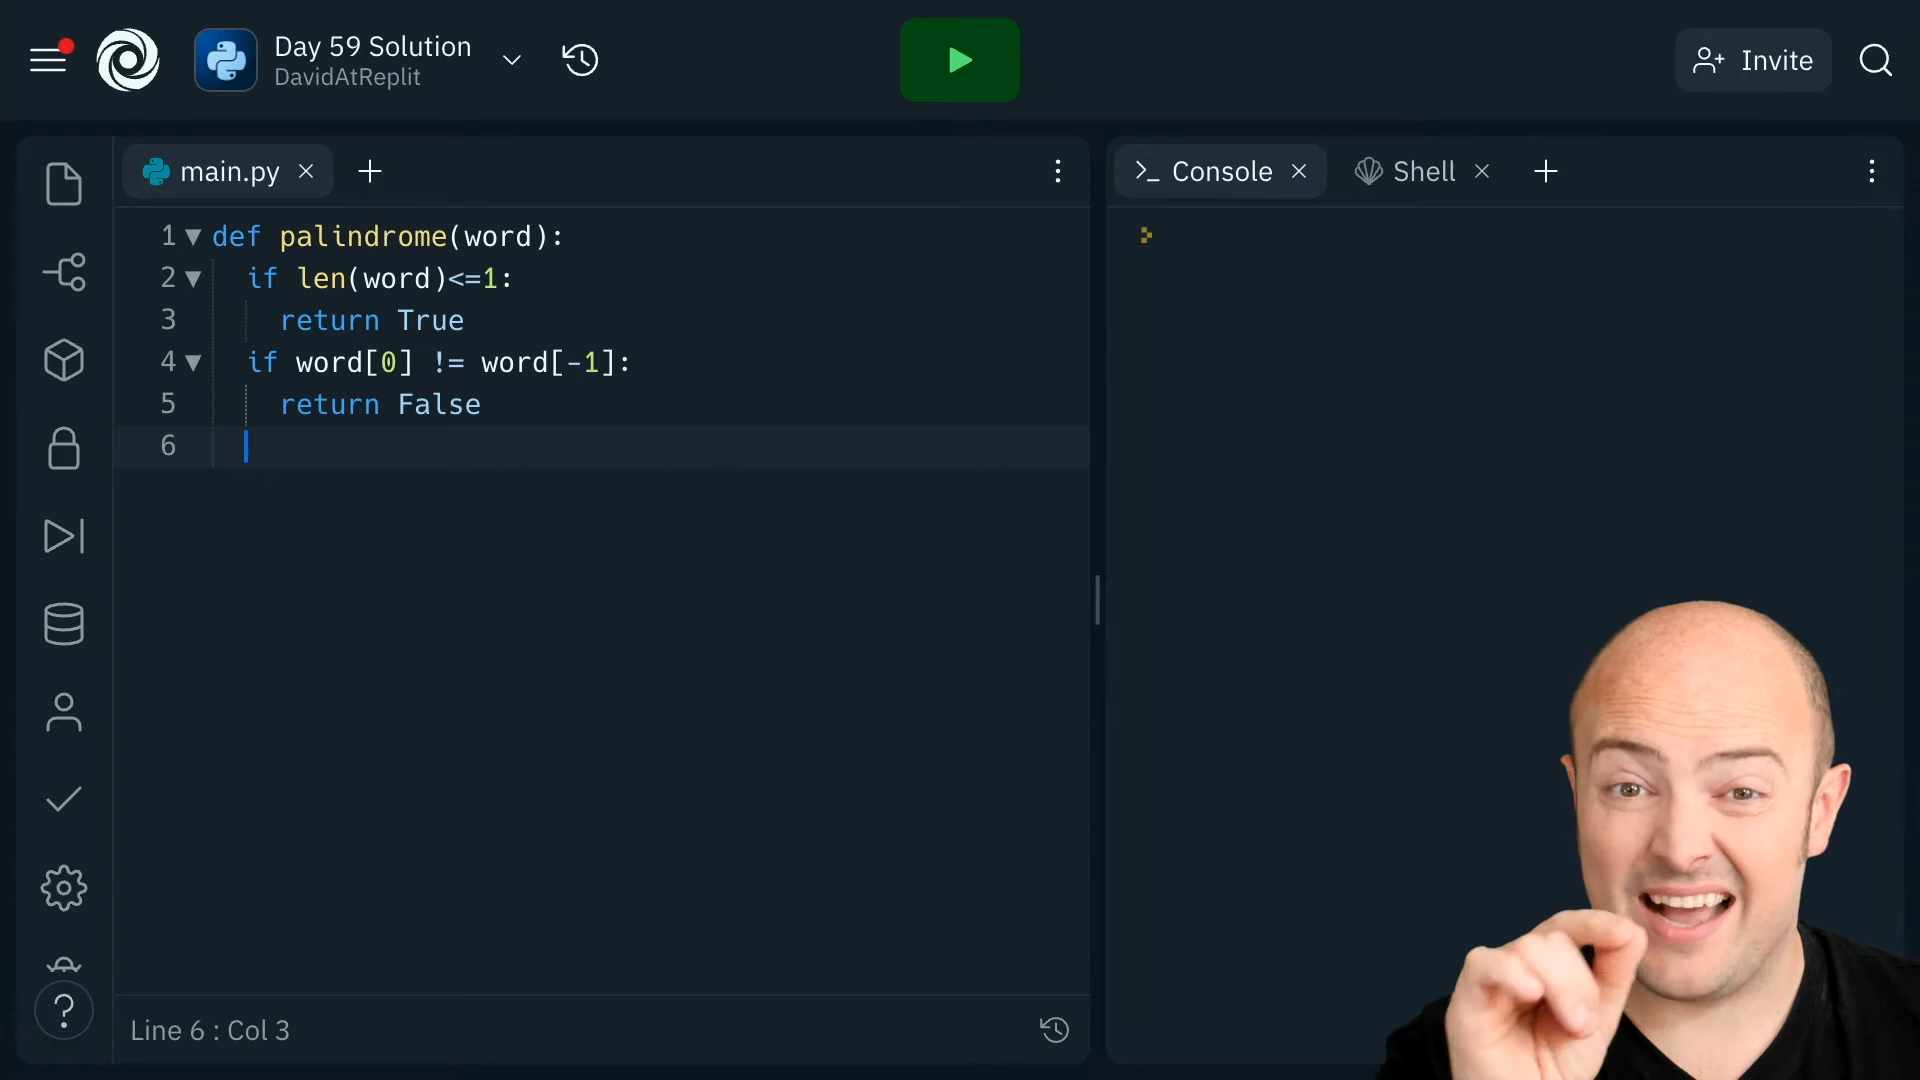 Day 59 Solution
DavidAtReplit
Invite
main.py
1 def palindrome(word):
2 if len(word)<=1:
3 return True
4 if word[0] != word[-1]:
5 return False
6
Line 6 : Col 3
Console
Shell